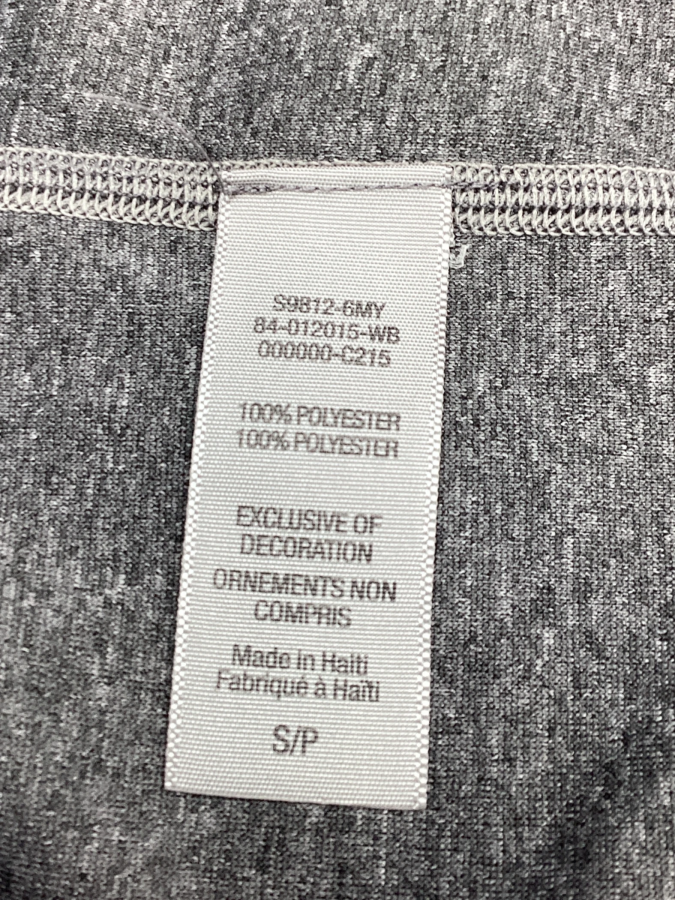 S9812-6MY
84-012015-WB
000000-C215
100% POLYESTER
100% POLYESTER
EXCLUSIVE OF
DECORATION
ORNEMENTS NON
COMPRIS
Made in Haiti
Fabriqué à Haïti
S/P